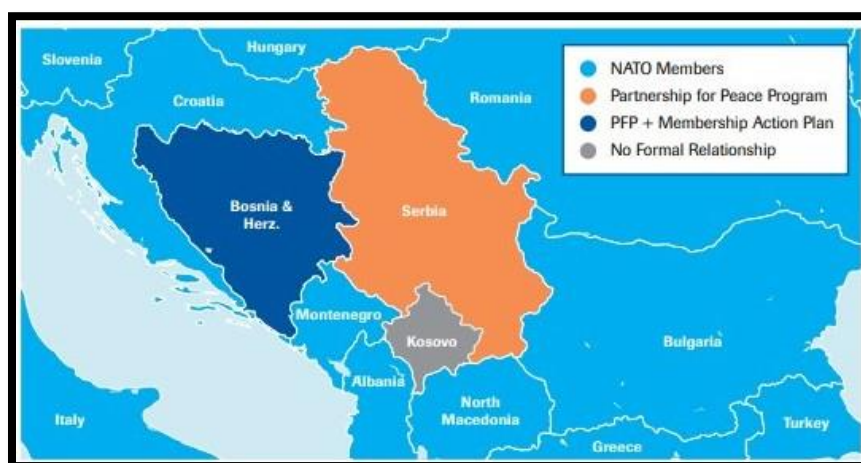 Slovenia
Hungary
Croatia
Romania
NATO Members
Partnership for Peace Program
PFP + Membership Action Plan
No Formal Relationship
Bosnia &
Herz.
Serbia
Montenegro
Kosovo
Bulgaria
Albania
Italy
North
Macedonia
Turkey
Greece